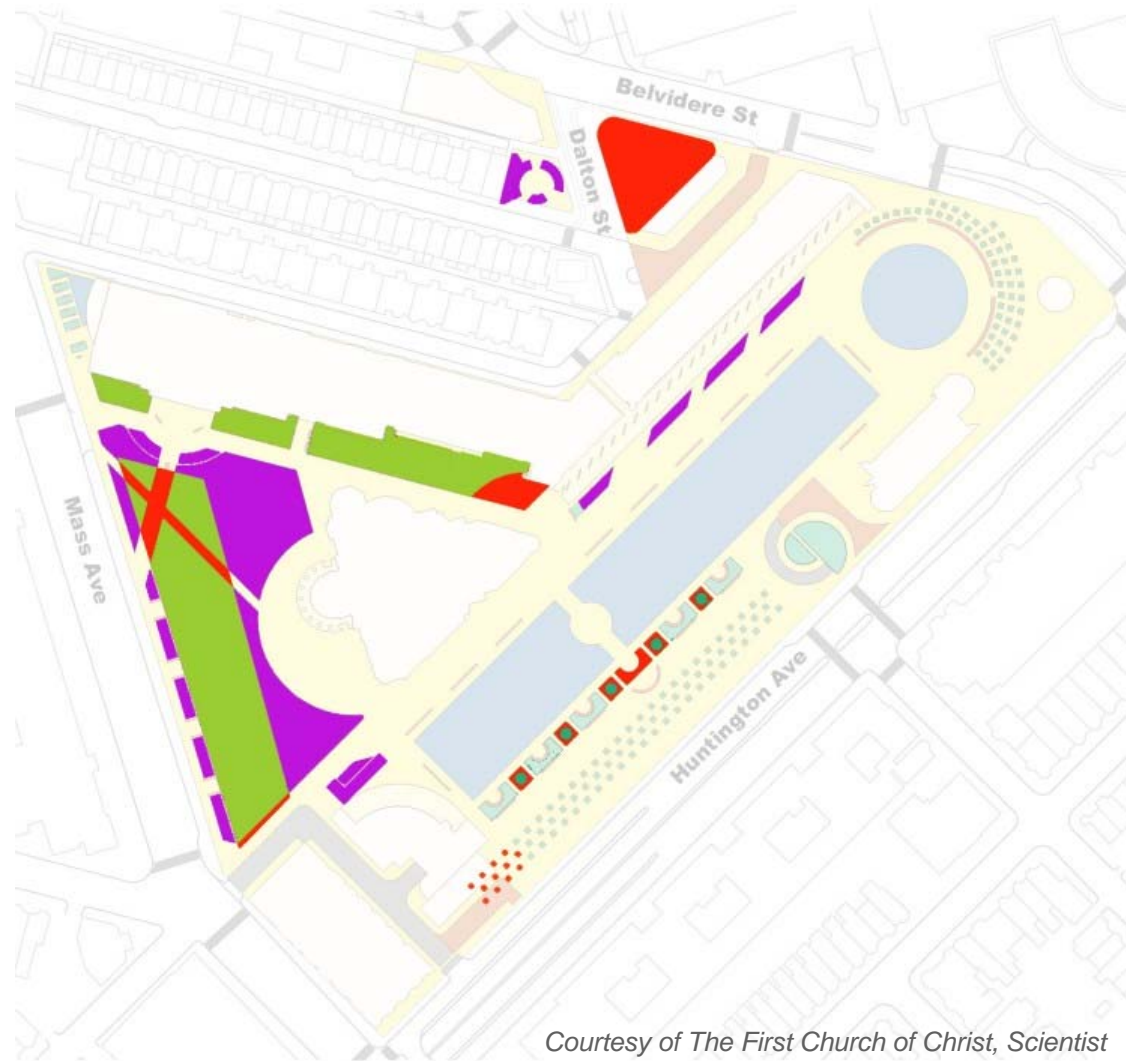 Belvidere St
Dalton St
Mass Ave
Huntington Ave
Courtesy of The First Church of Christ, Scientist